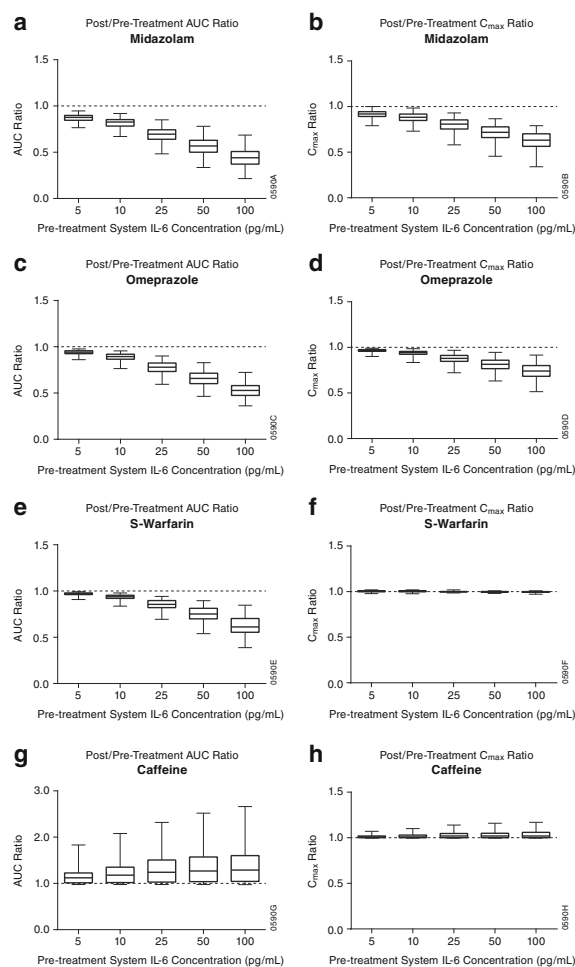 a
Post/Pre-Treatment AUC Ratio
Midazolam
1.5
1.0
0.5
0.0
AUC Ratio
5 10 25 50 100
Pre-treatment System IL-6 Concentration (pg/mL)
0590A
b
Post/Pre-Treatment Cmax Ratio
Midazolam
1.5
1.0
0.5
0.0
Cmax Ratio
5 10 25 50 100
Pre-treatment System IL-6 Concentration (pg/mL)
0590B
c
Post/Pre-Treatment AUC Ratio
Omeprazole
1.5
1.0
0.5
0.0
AUC Ratio
5 10 25 50 100
Pre-treatment System IL-6 Concentration (pg/mL)
0590C
d
Post/Pre-Treatment Cmax Ratio
Omeprazole
1.5
1.0
0.5
0.0
Cmax Ratio
5 10 25 50 100
Pre-treatment System IL-6 Concentration (pg/mL)
0590D
e
Post/Pre-Treatment AUC Ratio
S-Warfarin
1.5
1.0
0.5
0.0
AUC Ratio
5 10 25 50 100
Pre-treatment System IL-6 Concentration (pg/mL)
0590E
f
Post/Pre-Treatment Cmax Ratio
S-Warfarin
1.5
1.0
0.5
0.0
Cmax Ratio
5 10 25 50 100
Pre-treatment System IL-6 Concentration (pg/mL)
0590F
g
Post/Pre-Treatment AUC Ratio
Caffeine
3.0
2.0
1.0
0.0
AUC Ratio
5 10 25 50 100
Pre-treatment System IL-6 Concentration (pg/mL)
0590G
h
Post/Pre-Treatment Cmax Ratio
Caffeine
1.5
1.0
0.5
0.0
Cmax Ratio
5 10 25 50 100
Pre-treatment System IL-6 Concentration (pg/mL)
0590H